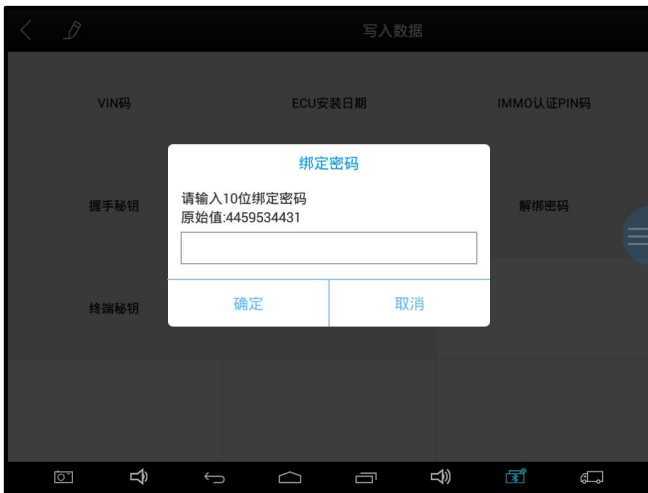 写入数据
VIN码
ECU安装日期
IMMO认证PIN码
绑定密码
请输入10位绑定密码
原始值:4459534431
握手秘钥
解绑密码
确定
取消
终端秘钥